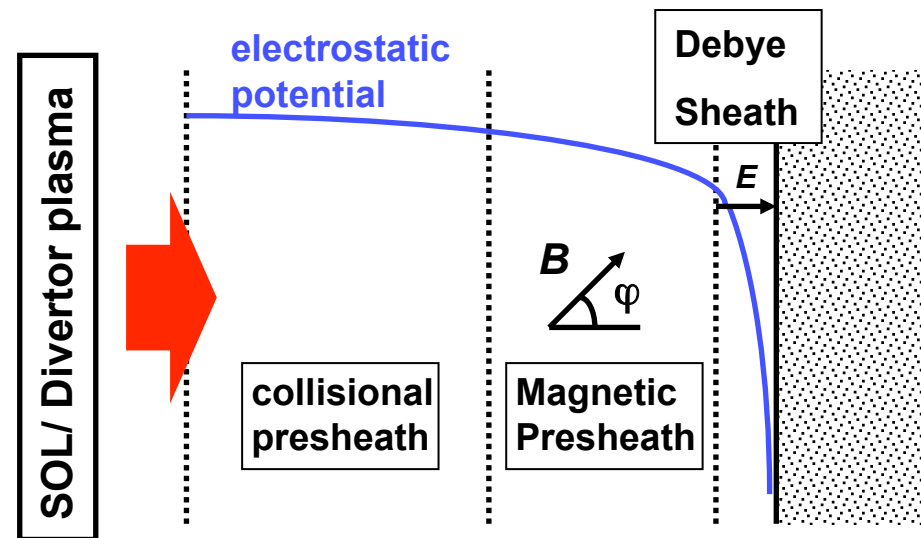 SOL/ Divertor plasma
electrostatic
potential
Debye
Sheath
E
B
φ
collisional
presheath
Magnetic
Presheath